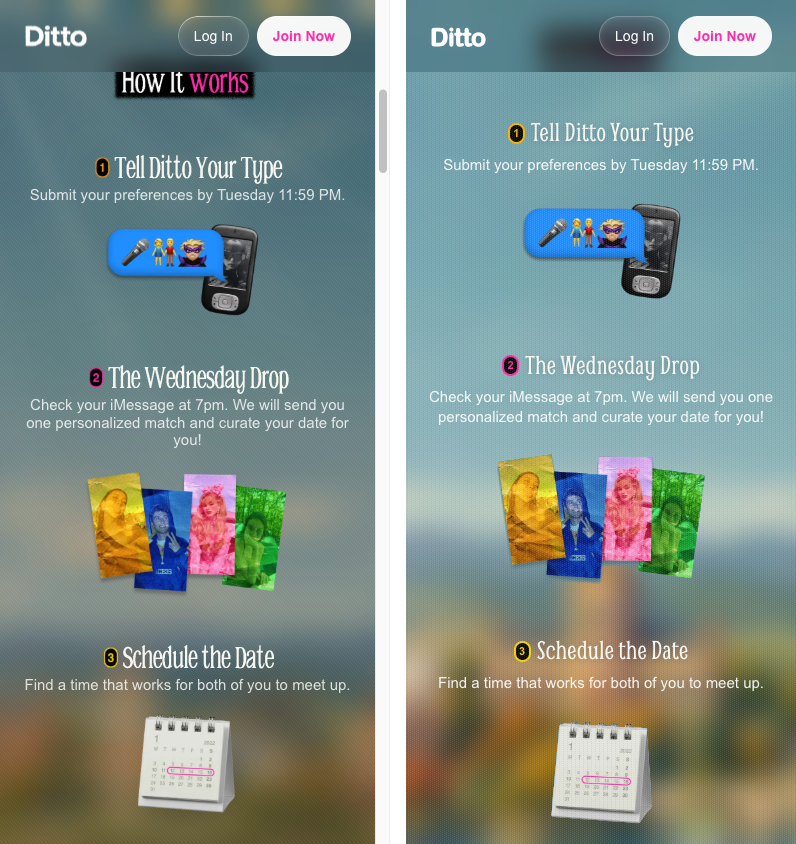 Ditto
Log In
Join Now
How It works
1 Tell Ditto Your Type
Submit your preferences by Tuesday 11:59 PM.
2 The Wednesday Drop
Check your iMessage at 7pm. We will send you
one personalized match and curate your date for
you!
3 Schedule the Date
Find a time that works for both of you to meet up.
1
2022
Ditto
Log In
Join Now
1 Tell Ditto Your Type
Submit your preferences by Tuesday 11:59 PM.
2 The Wednesday Drop
Check your iMessage at 7pm. We will send you one
personalized match and curate your date for you!
3 Schedule the Date
Find a time that works for both of you to meet up.
1